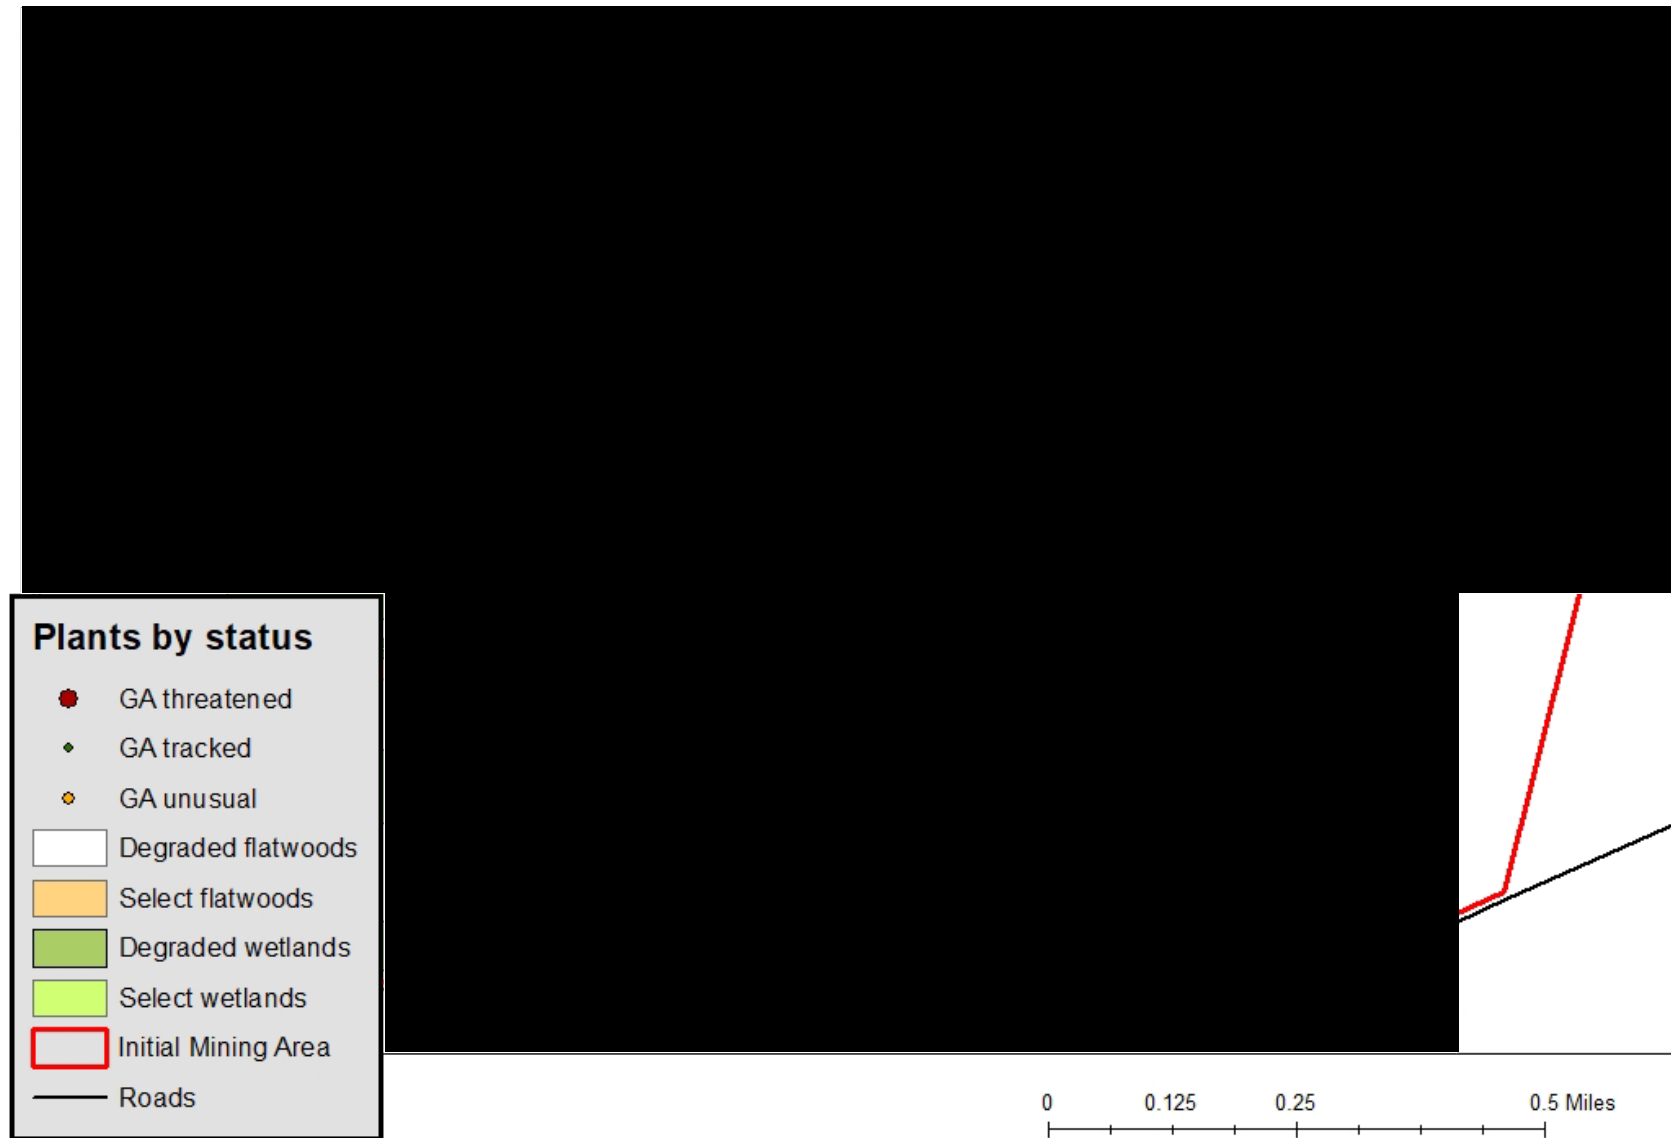 Plants by status
GA threatened
GA tracked
GA unusual
Degraded flatwoods
Select flatwoods
Degraded wetlands
Select wetlands
Initial Mining Area
Roads
0 0.125 0.25 0.5 Miles